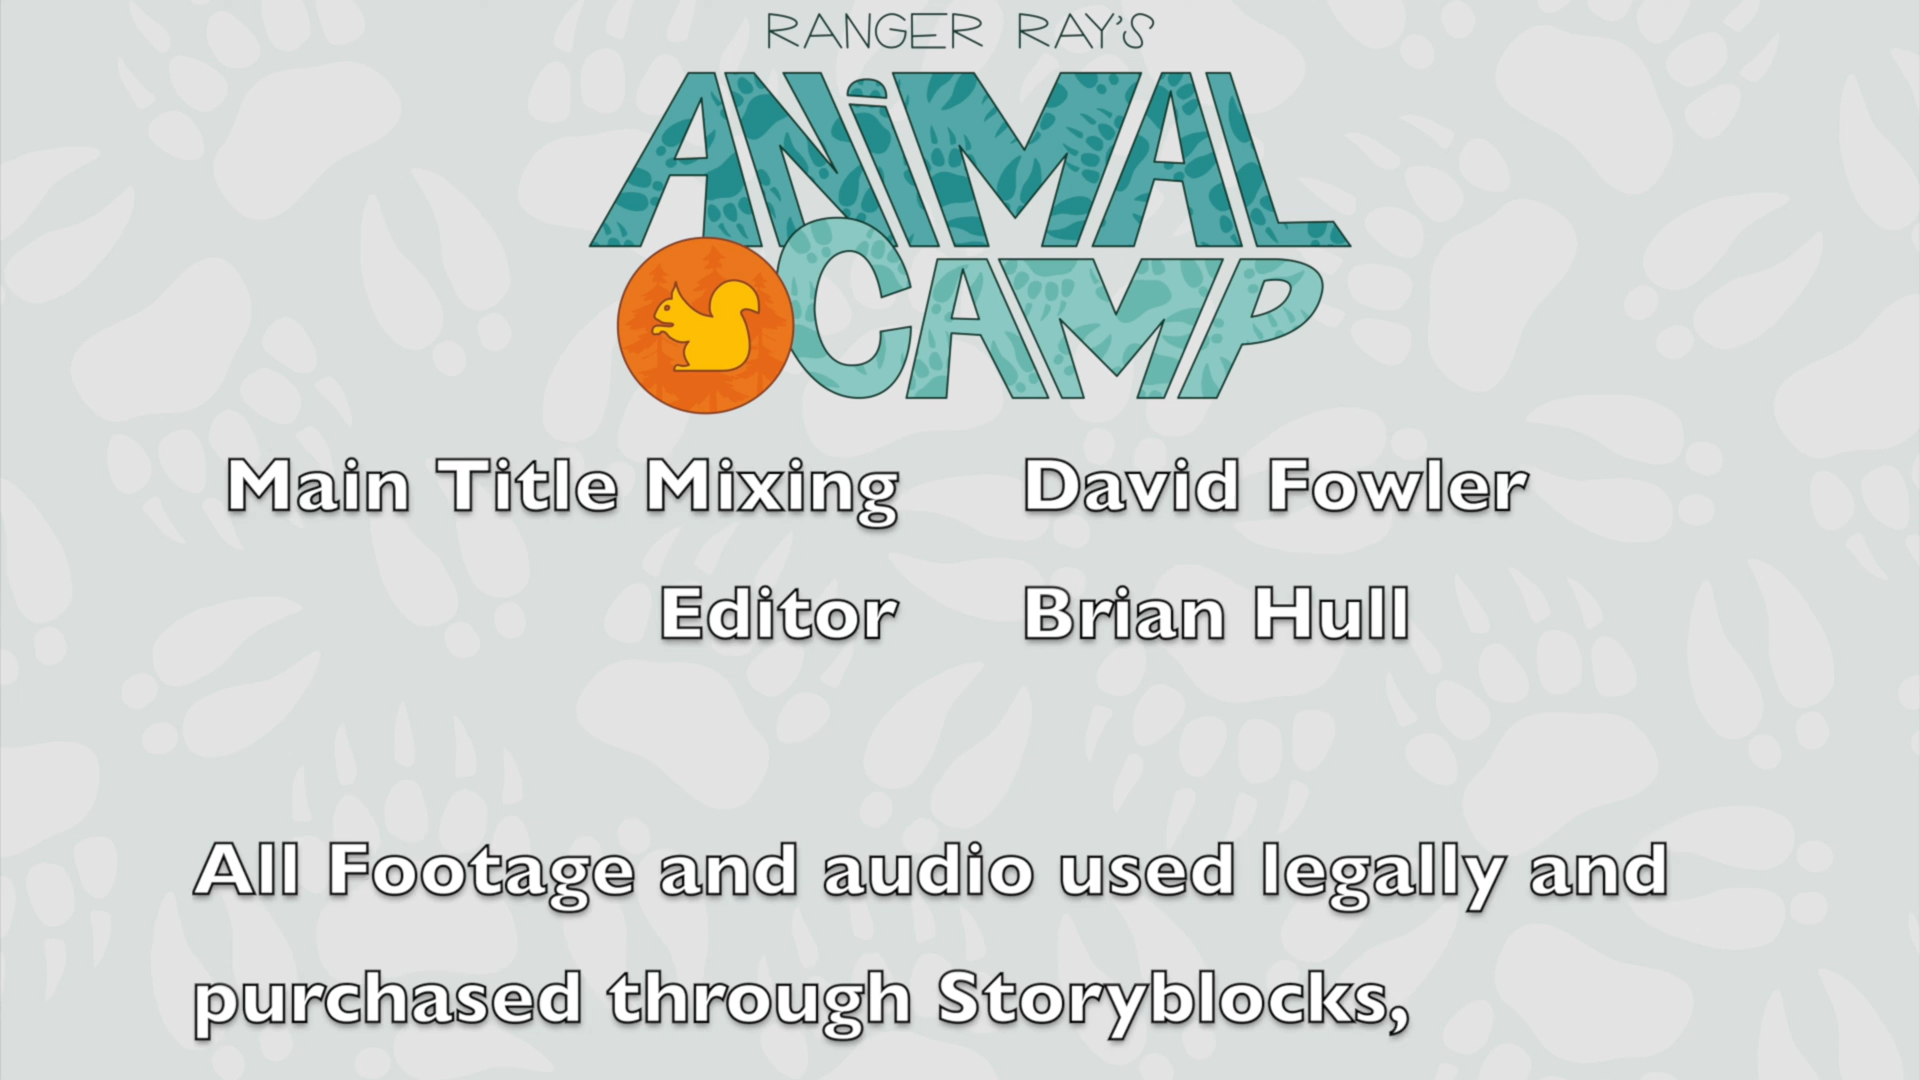 RANGER RAY'S
ANiMAL
CAMP
Main Title Mixing David Fowler
Editor Brian Hull
All Footage and audio used legally and
purchased through Storyblocks,